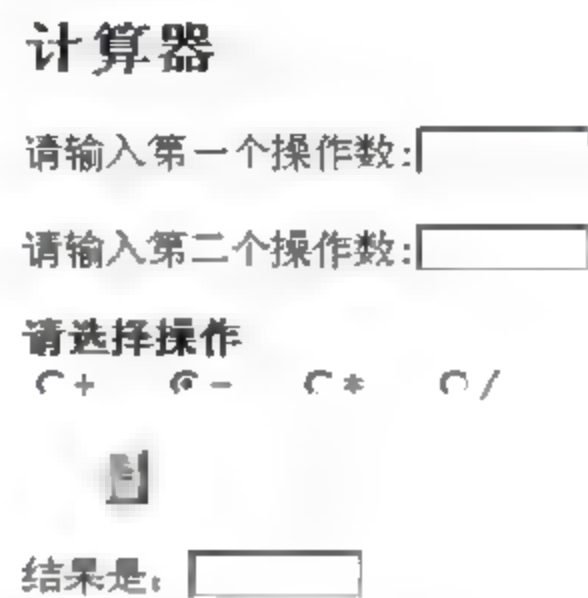 计算器
请输入第一个操作数:
请输入第二个操作数:
请选择操作
+ - * /
=
结果是: